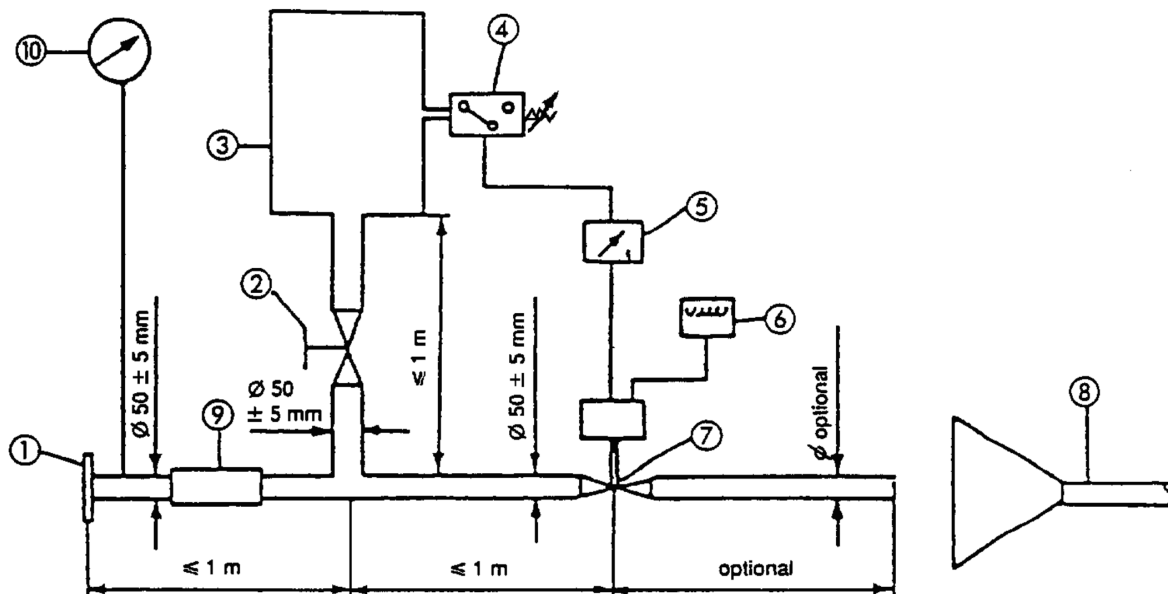 10
4
3
5
2
6
Ø 50 ± 5 mm
⩽ 1 m
Ø 50 ± 5 mm
Ø optional
Ø 50
± 5 mm
9
7
8
1
⩽ 1 m
⩽ 1 m
optional